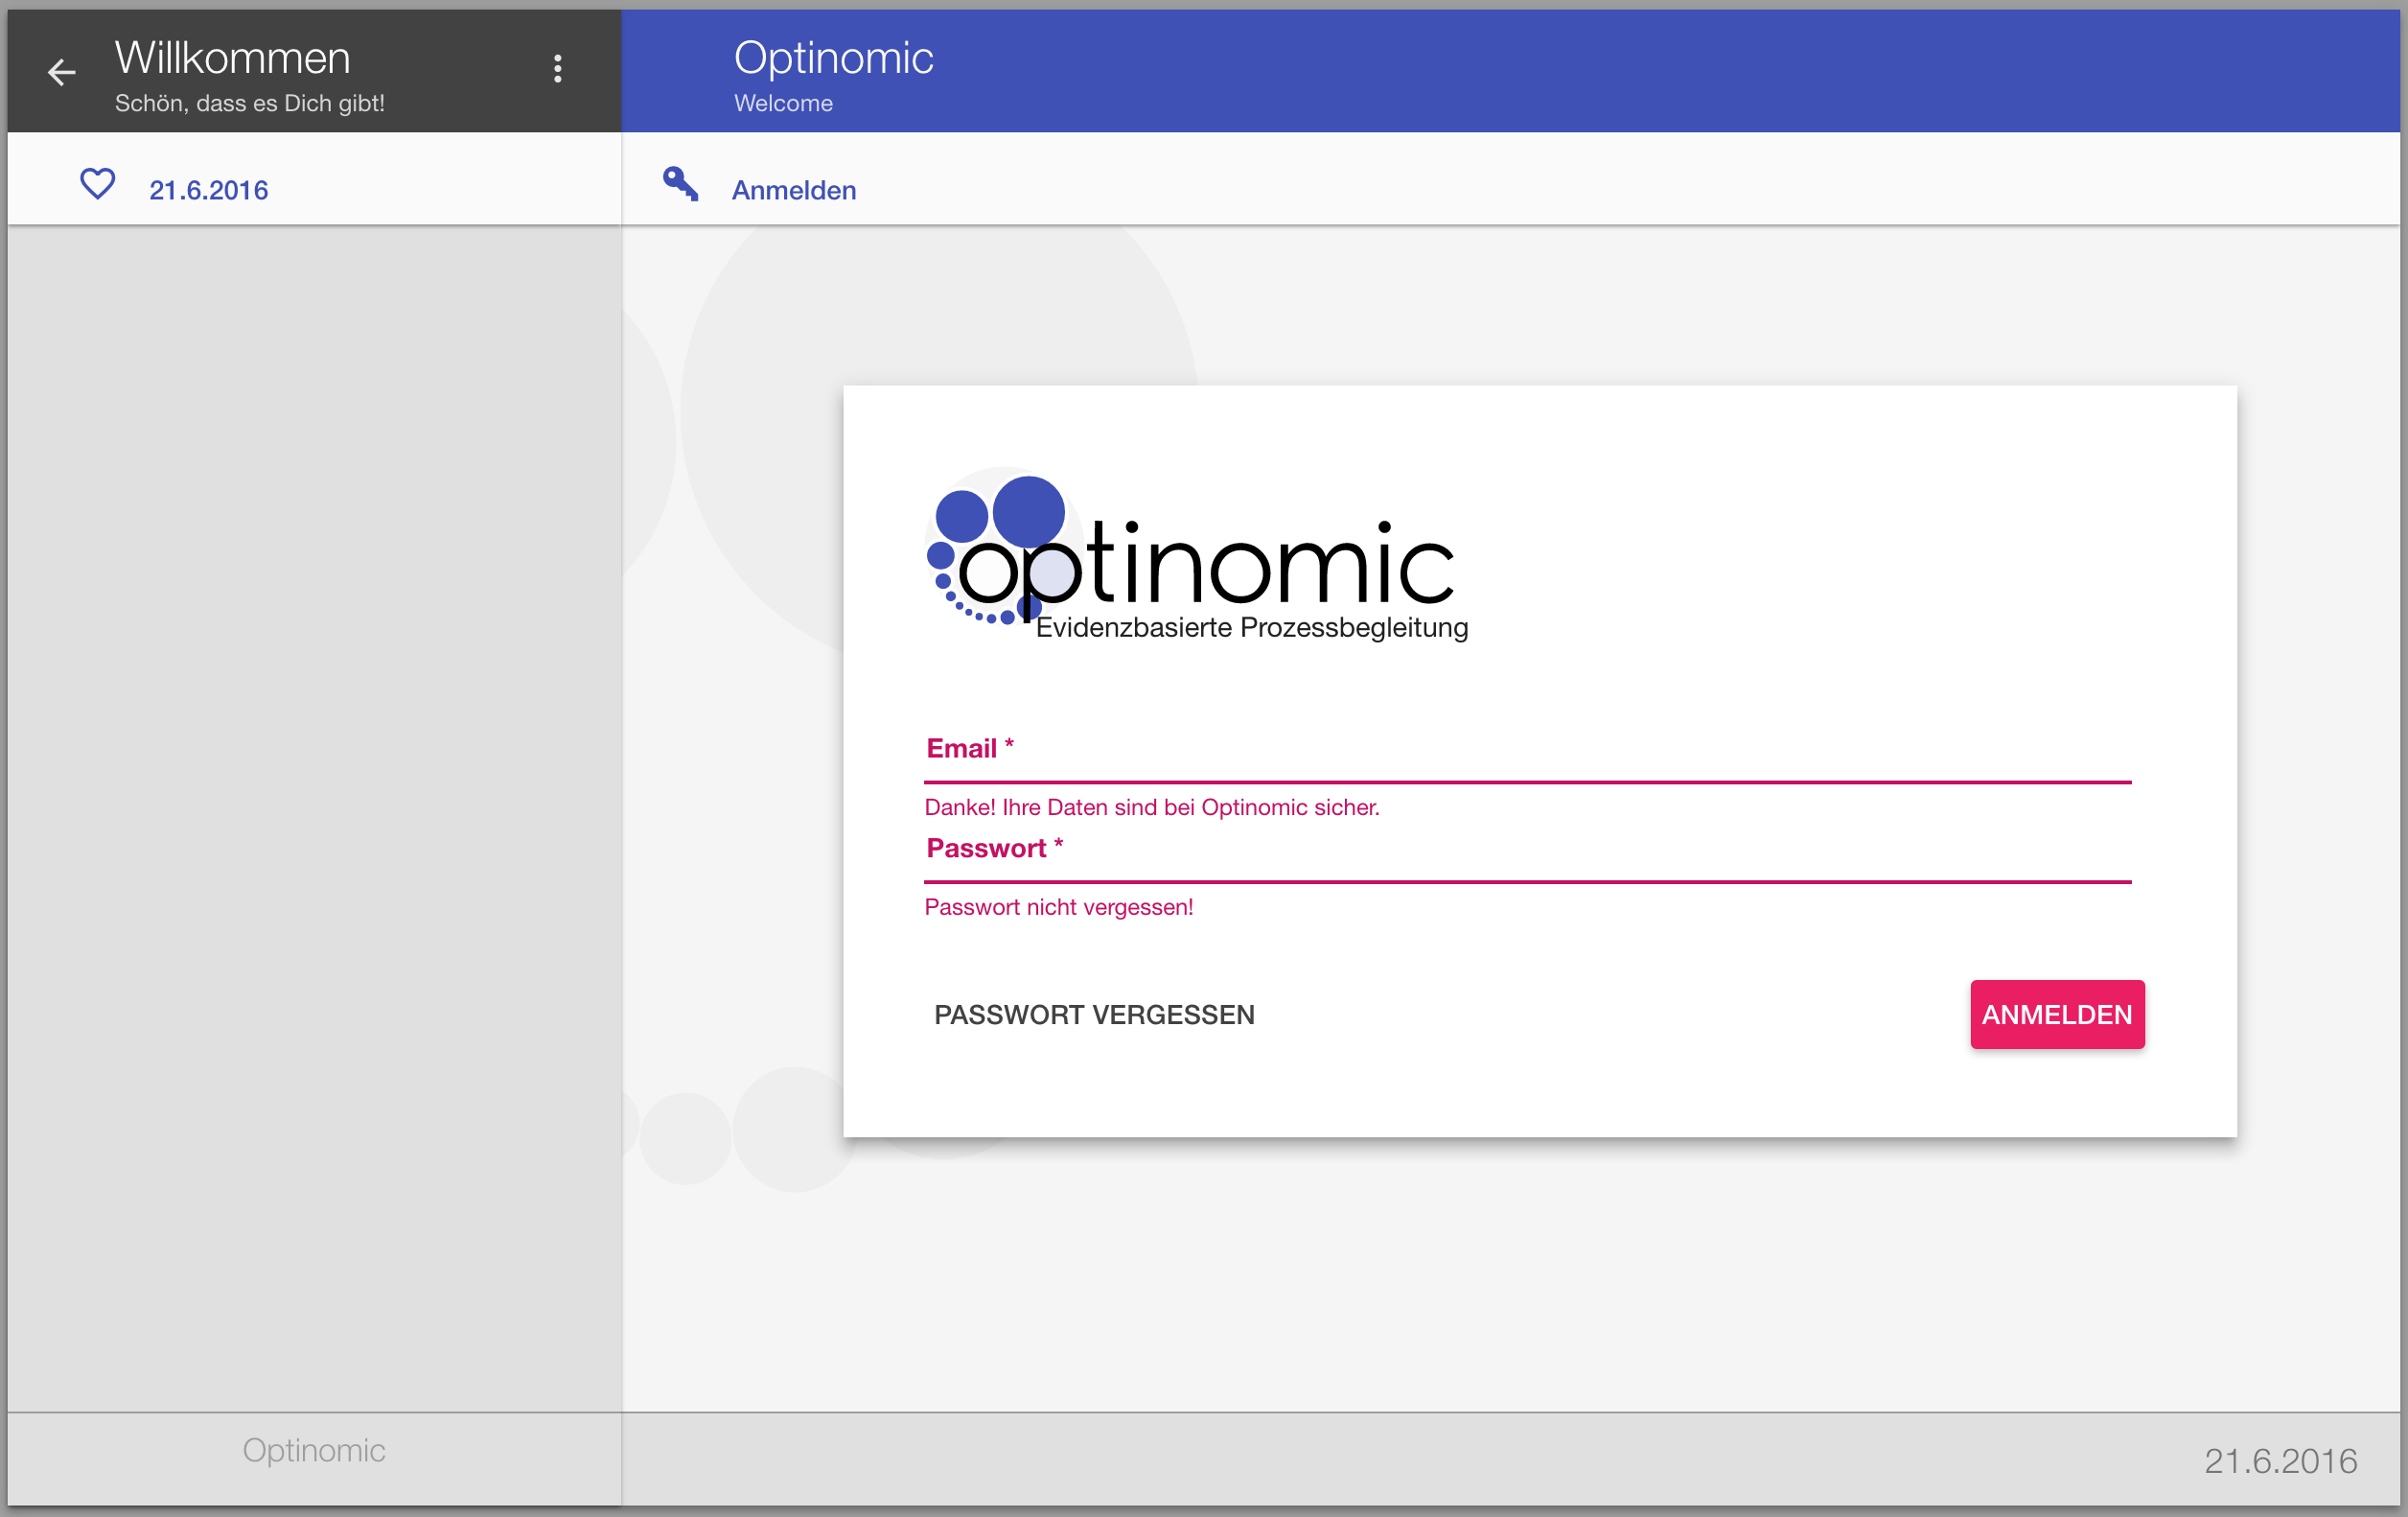 Willkommen
Schön, dass es Dich gibt!
Optinomic
Welcome
21.6.2016
Anmelden
optinomic
Evidenzbasierte Prozessbegleitung
Email *
Danke! Ihre Daten sind bei Optinomic sicher.
Passwort *
Passwort nicht vergessen!
PASSWORT VERGESSEN
ANMELDEN
Optinomic
21.6.2016